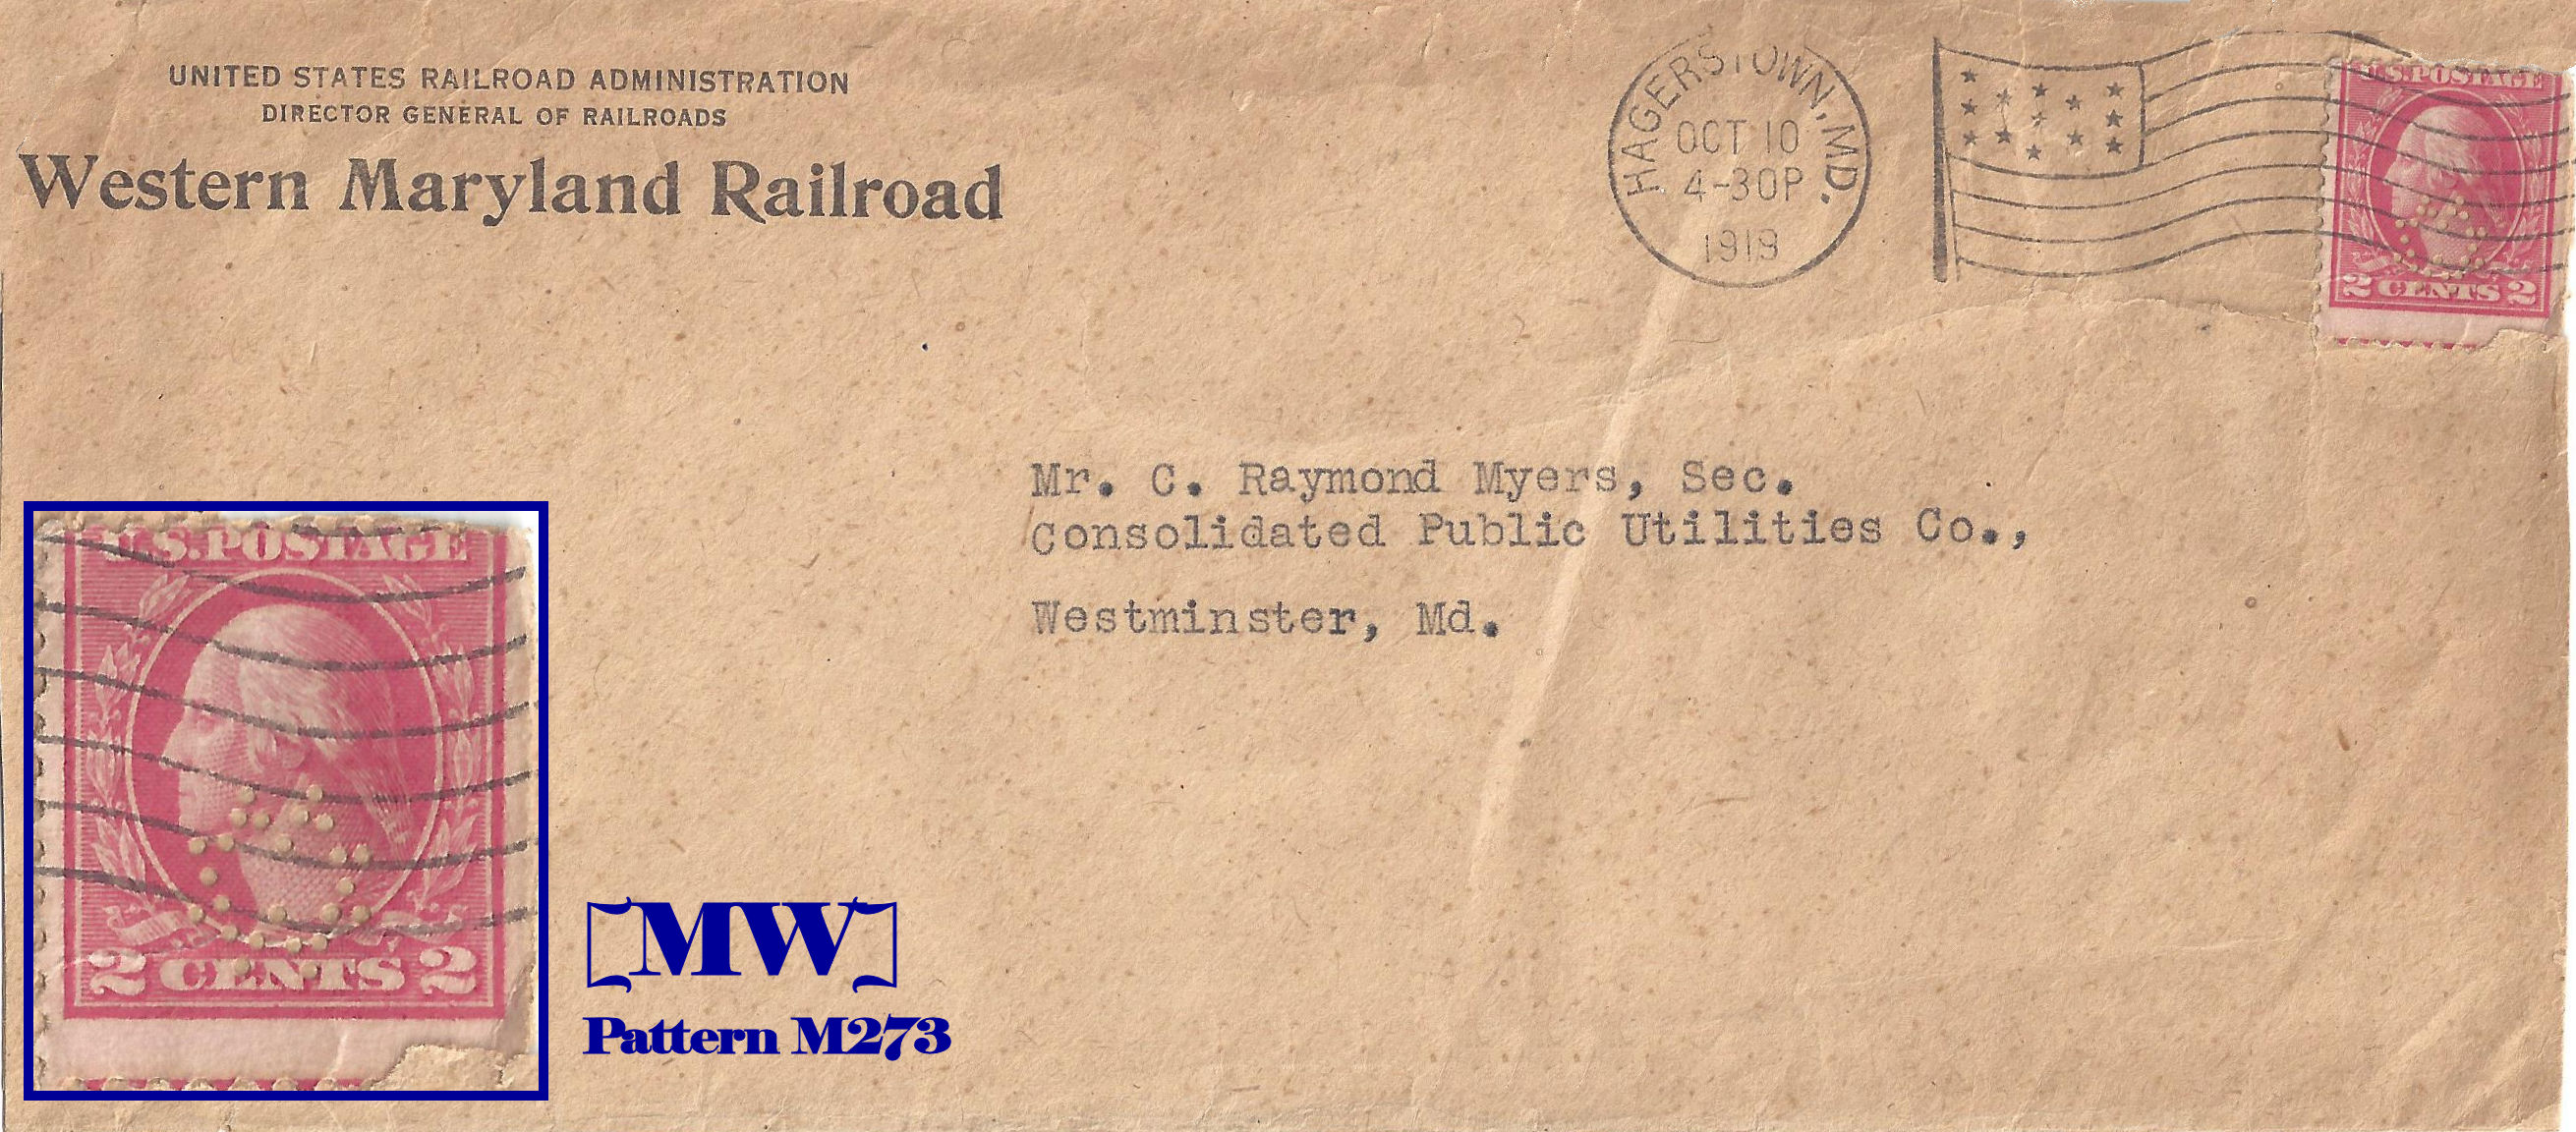 UNITED STATES RAILROAD ADMINISTRATION
DIRECTOR GENERAL OF RAILROADS
Western Maryland Railroad
HAGERSTOWN, MD.
OCT 10
4-30P
1919
U.S. POSTAGE
2 CENTS 2
Mr. C. Raymond Myers, Sec.
Consolidated Public Utilities Co.,
Westminster, Md.
U.S. POSTAGE
2 CENTS 2
[MW]
Pattern M273